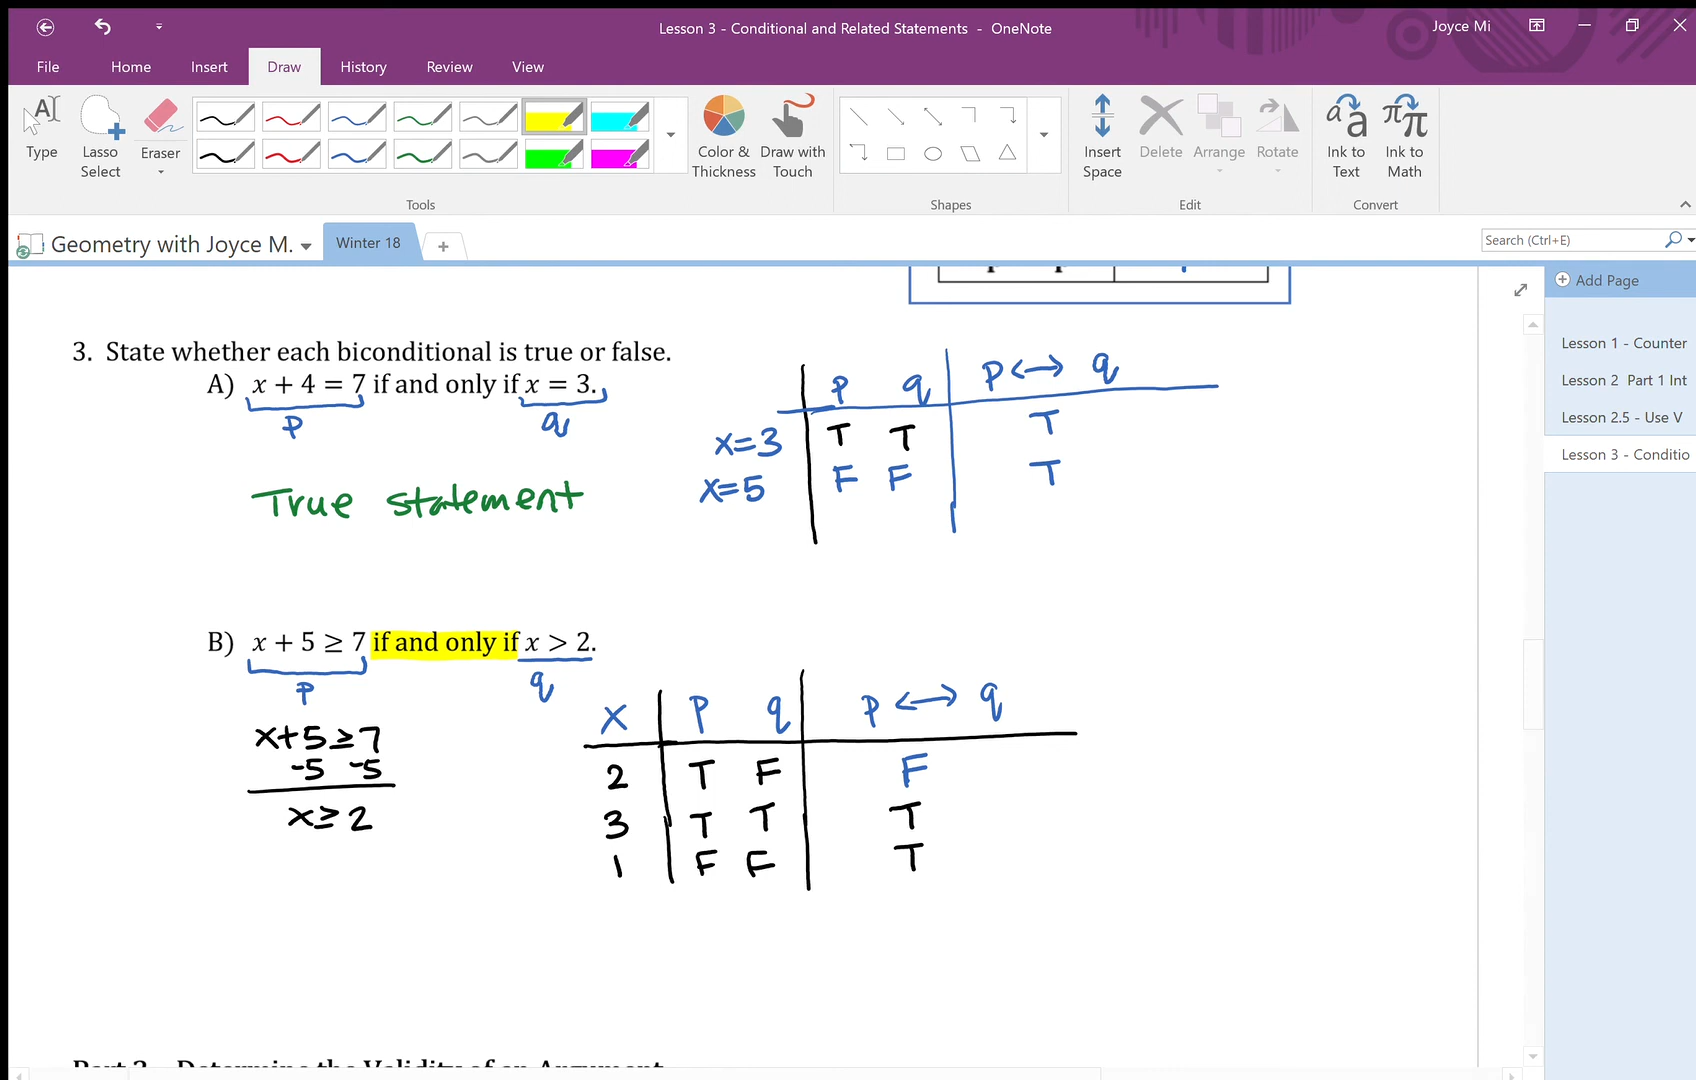 Lesson 3 - Conditional and Related Statements - OneNote
Joyce Mi
File Home Insert Draw History Review View
Type
Lasso Select
Eraser
Color & Thickness
Draw with Touch
Insert Space
Delete
Arrange
Rotate
Ink to Text
Ink to Math
Tools
Shapes
Edit
Convert
Geometry with Joyce M.
Winter 18
Search (Ctrl+E)
Add Page
Lesson 1 - Counter
Lesson 2 Part 1 Int
Lesson 2.5 - Use V
Lesson 3 - Conditio
3. State whether each biconditional is true or false.
A) x + 4 = 7 if and only if x = 3.
p q
True statement
p q p ↔ q
x=3 T T T
x=5 F F T
B) x + 5 ≥ 7 if and only if x > 2.
p q
x+5≥7
-5 -5
x≥2
x p q p ↔ q
2 T F F
3 T T T
1 F F T